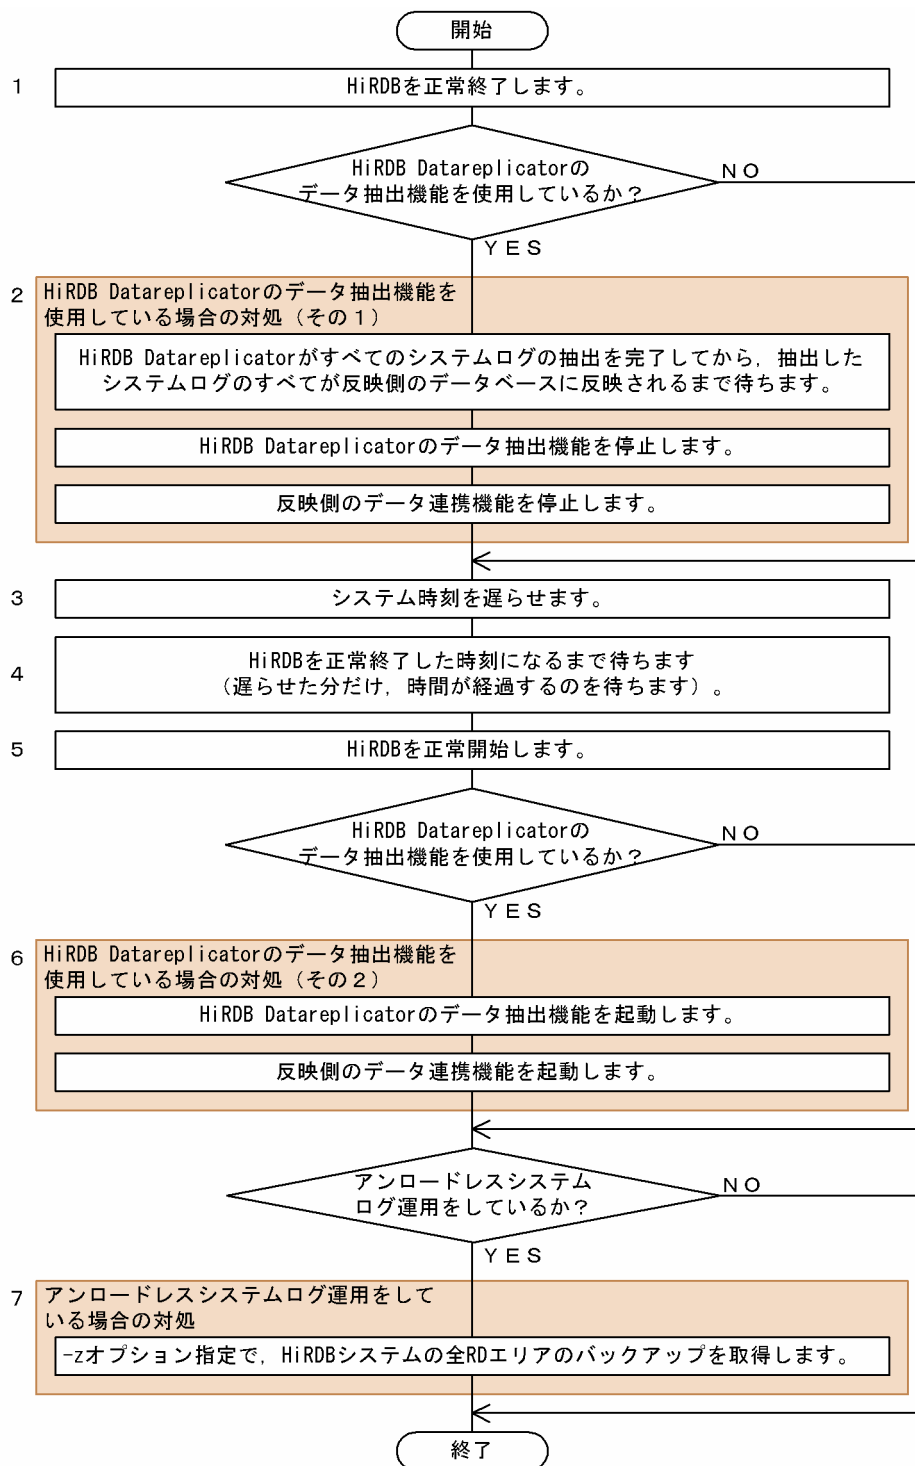 開始
1
HiRDBを正常終了します。
HiRDB Datareplicatorの
データ抽出機能を使用しているか？
ＮＯ
ＹＥＳ
2
HiRDB Datareplicatorのデータ抽出機能を
使用している場合の対処（その１）
HiRDB Datareplicatorがすべてのシステムログの抽出を完了してから，抽出した
システムログのすべてが反映側のデータベースに反映されるまで待ちます。
HiRDB Datareplicatorのデータ抽出機能を停止します。
反映側のデータ連携機能を停止します。
3
システム時刻を遅らせます。
4
HiRDBを正常終了した時刻になるまで待ちます
（遅らせた分だけ，時間が経過するのを待ちます）。
5
HiRDBを正常開始します。
HiRDB Datareplicatorの
データ抽出機能を使用しているか？
ＮＯ
ＹＥＳ
6
HiRDB Datareplicatorのデータ抽出機能を
使用している場合の対処（その２）
HiRDB Datareplicatorのデータ抽出機能を起動します。
反映側のデータ連携機能を起動します。
アンロードレスシステム
ログ運用をしているか？
ＮＯ
ＹＥＳ
7
アンロードレスシステムログ運用をして
いる場合の対処
-zオプション指定で，HiRDBシステムの全RDエリアのバックアップを取得します。
終了